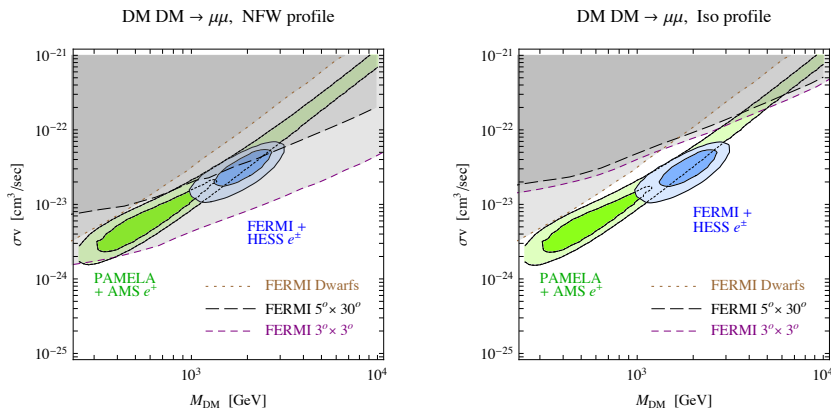 DM DM → μμ, NFW profile
10⁻²¹
10⁻²²
10⁻²³
10⁻²⁴
10⁻²⁵
σv [cm³/sec]
FERMI +
HESS e±
PAMELA
+ AMS e⁺
FERMI Dwarfs
FERMI 5° × 30°
FERMI 3° × 3°
10³
10⁴
M_DM [GeV]
DM DM → μμ, Iso profile
10⁻²¹
10⁻²²
10⁻²³
10⁻²⁴
10⁻²⁵
σv [cm³/sec]
FERMI +
HESS e±
PAMELA
+ AMS e⁺
FERMI Dwarfs
FERMI 5° × 30°
FERMI 3° × 3°
10³
10⁴
M_DM [GeV]